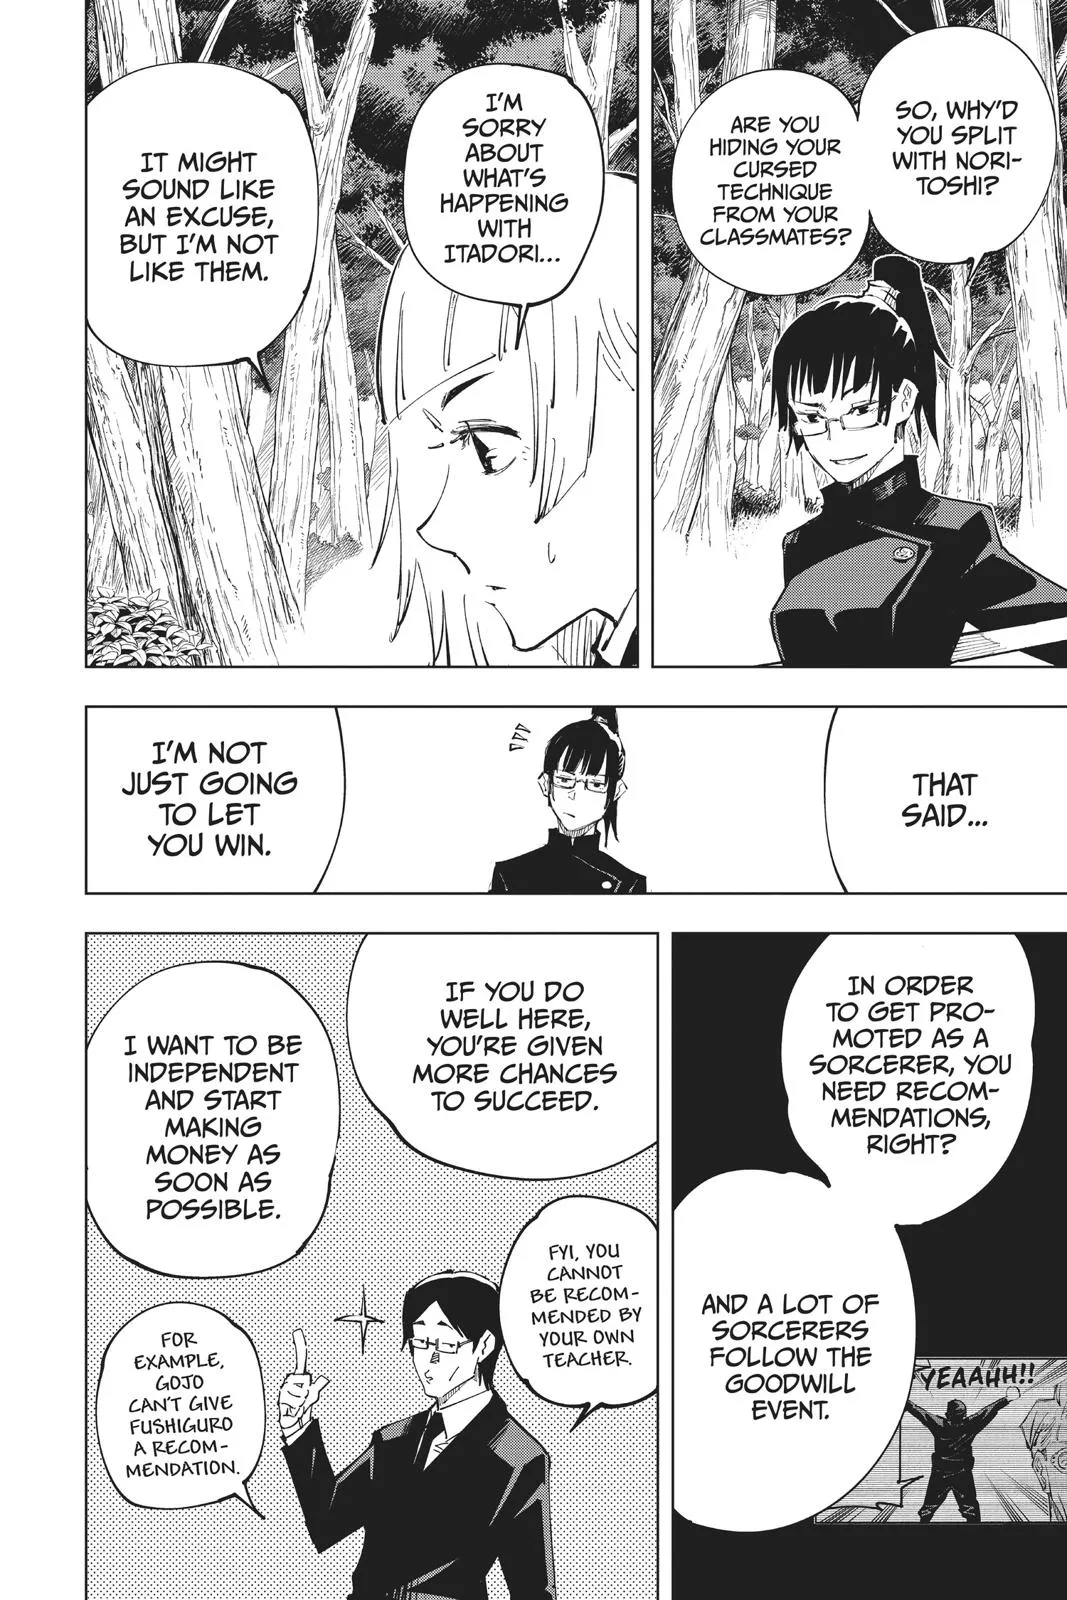 SO, WHY'D
YOU SPLIT
WITH NORI-
TOSHI?
ARE YOU
HIDING YOUR
CURSED
TECHNIQUE
FROM YOUR
CLASSMATES?
I'M
SORRY
ABOUT
WHAT'S
HAPPENING
WITH
ITADORI...
IT MIGHT
SOUND LIKE
AN EXCUSE,
BUT I'M NOT
LIKE THEM.
THAT
SAID...
I'M NOT
JUST GOING
TO LET
YOU WIN.
IN ORDER
TO GET PRO-
MOTED AS A
SORCERER, YOU
NEED RECOM-
MENDATIONS,
RIGHT?
AND A LOT OF
SORCERERS
FOLLOW THE
GOODWILL
EVENT.
YEAAHH!!
IF YOU DO
WELL HERE,
YOU'RE GIVEN
MORE CHANCES
TO SUCCEED.
I WANT TO BE
INDEPENDENT
AND START
MAKING
MONEY AS
SOON AS
POSSIBLE.
FYI, YOU
CANNOT
BE RECOM-
MENDED BY
YOUR OWN
TEACHER.
FOR
EXAMPLE,
GOJO
CAN'T GIVE
FUSHIGURO
A RECOM-
MENDATION.